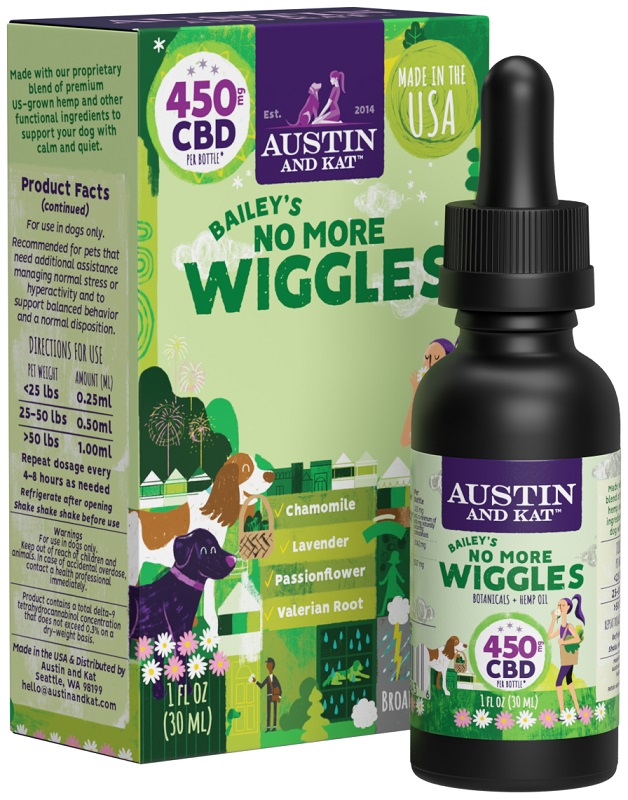 Made with our proprietary
blend of premium
US-grown hemp and other
functional ingredients to
support your dog with
calm and quiet.
Product Facts
(continued)
For use in dogs only.
Recommended for pets that
need additional assistance
managing normal stress or
hyperactivity and to
support balanced behavior
and a normal disposition.
DIRECTIONS FOR USE
PET WEIGHT AMOUNT (ML)
<25 lbs 0.25ml
25-50 lbs 0.50ml
>50 lbs 1.00ml
Repeat dosage every
4-8 hours as needed
Refrigerate after opening
Shake shake shake before use
Warnings
For use in dogs only.
Keep out of reach of children and
animals. In case of accidental overdose,
contact a health professional
immediately.
Product contains a total delta-9
tetrahydrocannabinol concentration
that does not exceed 0.3% on a
dry-weight basis.
Made in the USA & Distributed by
Austin and Kat
Seattle, WA 98199
hello@austinandkat.com
450mg
CBD
PER BOTTLE*
Est. 2014
AUSTIN
AND KAT™
MADE IN THE
USA
BAILEY'S
NO MORE
WIGGLES
Chamomile
Lavender
Passionflower
Valerian Root
1 FL OZ
(30 ML)
BROA
AUSTIN
AND KAT™
BAILEY'S
NO MORE
WIGGLES
BOTANICALS + HEMP OIL
450mg
CBD
PER BOTTLE*
1 FL OZ (30 ML)